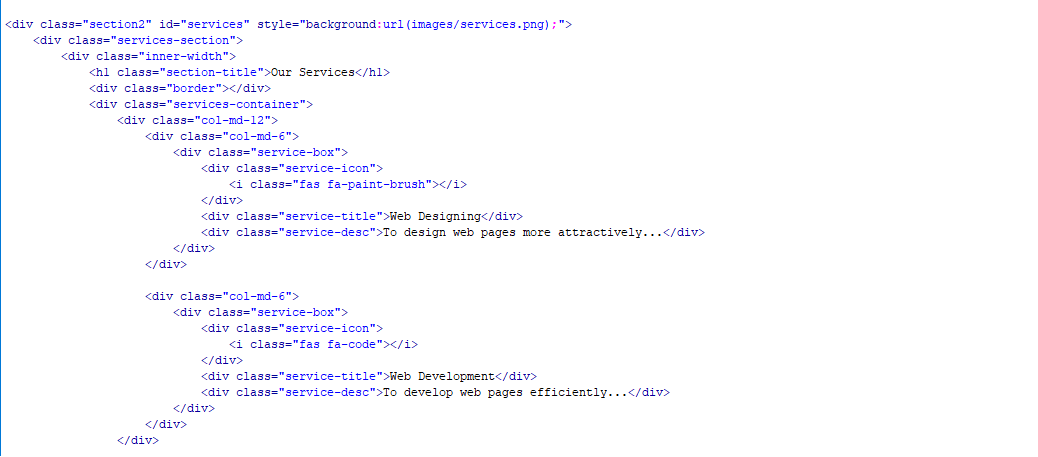 <div class="section2" id="services" style="background:url(images/services.png);">
    <div class="services-section">
        <div class="inner-width">
            <h1 class="section-title">Our Services</h1>
            <div class="border"></div>
            <div class="services-container">
                <div class="col-md-12">
                    <div class="col-md-6">
                        <div class="service-box">
                            <div class="service-icon">
                                <i class="fas fa-paint-brush"></i>
                            </div>
                            <div class="service-title">Web Designing</div>
                            <div class="service-desc">To design web pages more attractively...</div>
                        </div>
                    </div>

                    <div class="col-md-6">
                        <div class="service-box">
                            <div class="service-icon">
                                <i class="fas fa-code"></i>
                            </div>
                            <div class="service-title">Web Development</div>
                            <div class="service-desc">To develop web pages efficiently...</div>
                        </div>
                    </div>
                </div>